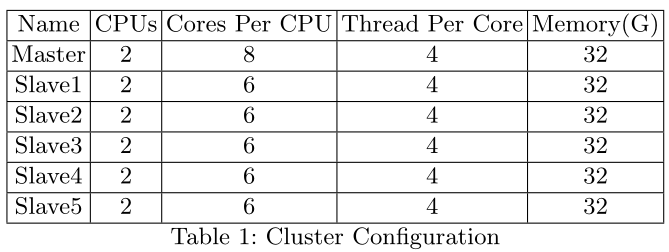 Name CPUs Cores Per CPU Thread Per Core Memory(G)
Master 2 8 4 32
Slave1 2 6 4 32
Slave2 2 6 4 32
Slave3 2 6 4 32
Slave4 2 6 4 32
Slave5 2 6 4 32
Table 1: Cluster Configuration